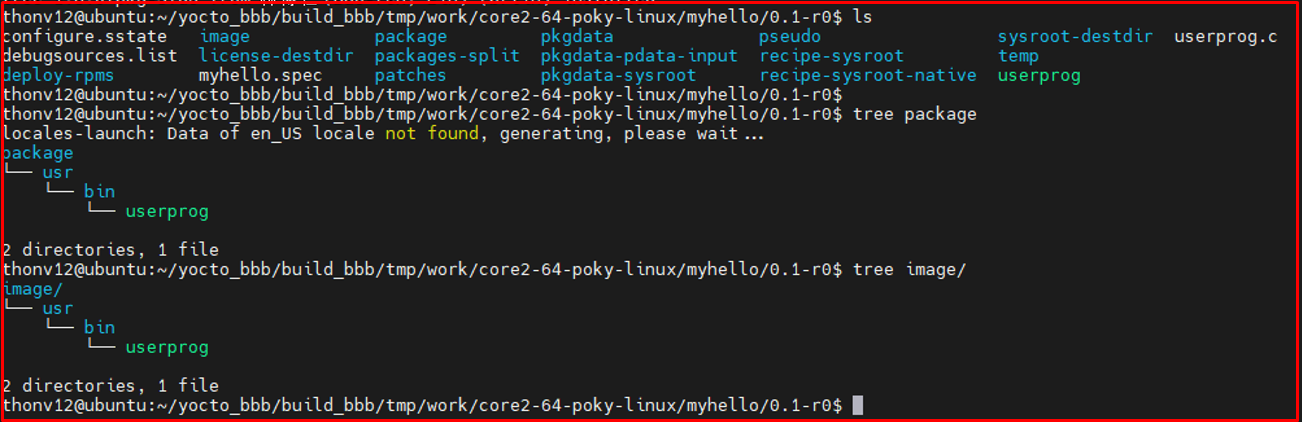 thonv12@ubuntu:~/yocto_bbb/build_bbb/tmp/work/core2-64-poky-linux/myhello/0.1-r0$ ls
configure.sstate image package pkgdata pseudo sysroot-destdir userprog.c
debugsources.list license-destdir packages-split pkgdata-pdata-input recipe-sysroot temp
deploy-rpms myhello.spec patches pkgdata-sysroot recipe-sysroot-native userprog
thonv12@ubuntu:~/yocto_bbb/build_bbb/tmp/work/core2-64-poky-linux/myhello/0.1-r0$
thonv12@ubuntu:~/yocto_bbb/build_bbb/tmp/work/core2-64-poky-linux/myhello/0.1-r0$ tree package
locales-launch: Data of en_US locale not found, generating, please wait...
package
└── usr
    └── bin
        └── userprog

2 directories, 1 file
thonv12@ubuntu:~/yocto_bbb/build_bbb/tmp/work/core2-64-poky-linux/myhello/0.1-r0$ tree image/
image/
└── usr
    └── bin
        └── userprog

2 directories, 1 file
thonv12@ubuntu:~/yocto_bbb/build_bbb/tmp/work/core2-64-poky-linux/myhello/0.1-r0$